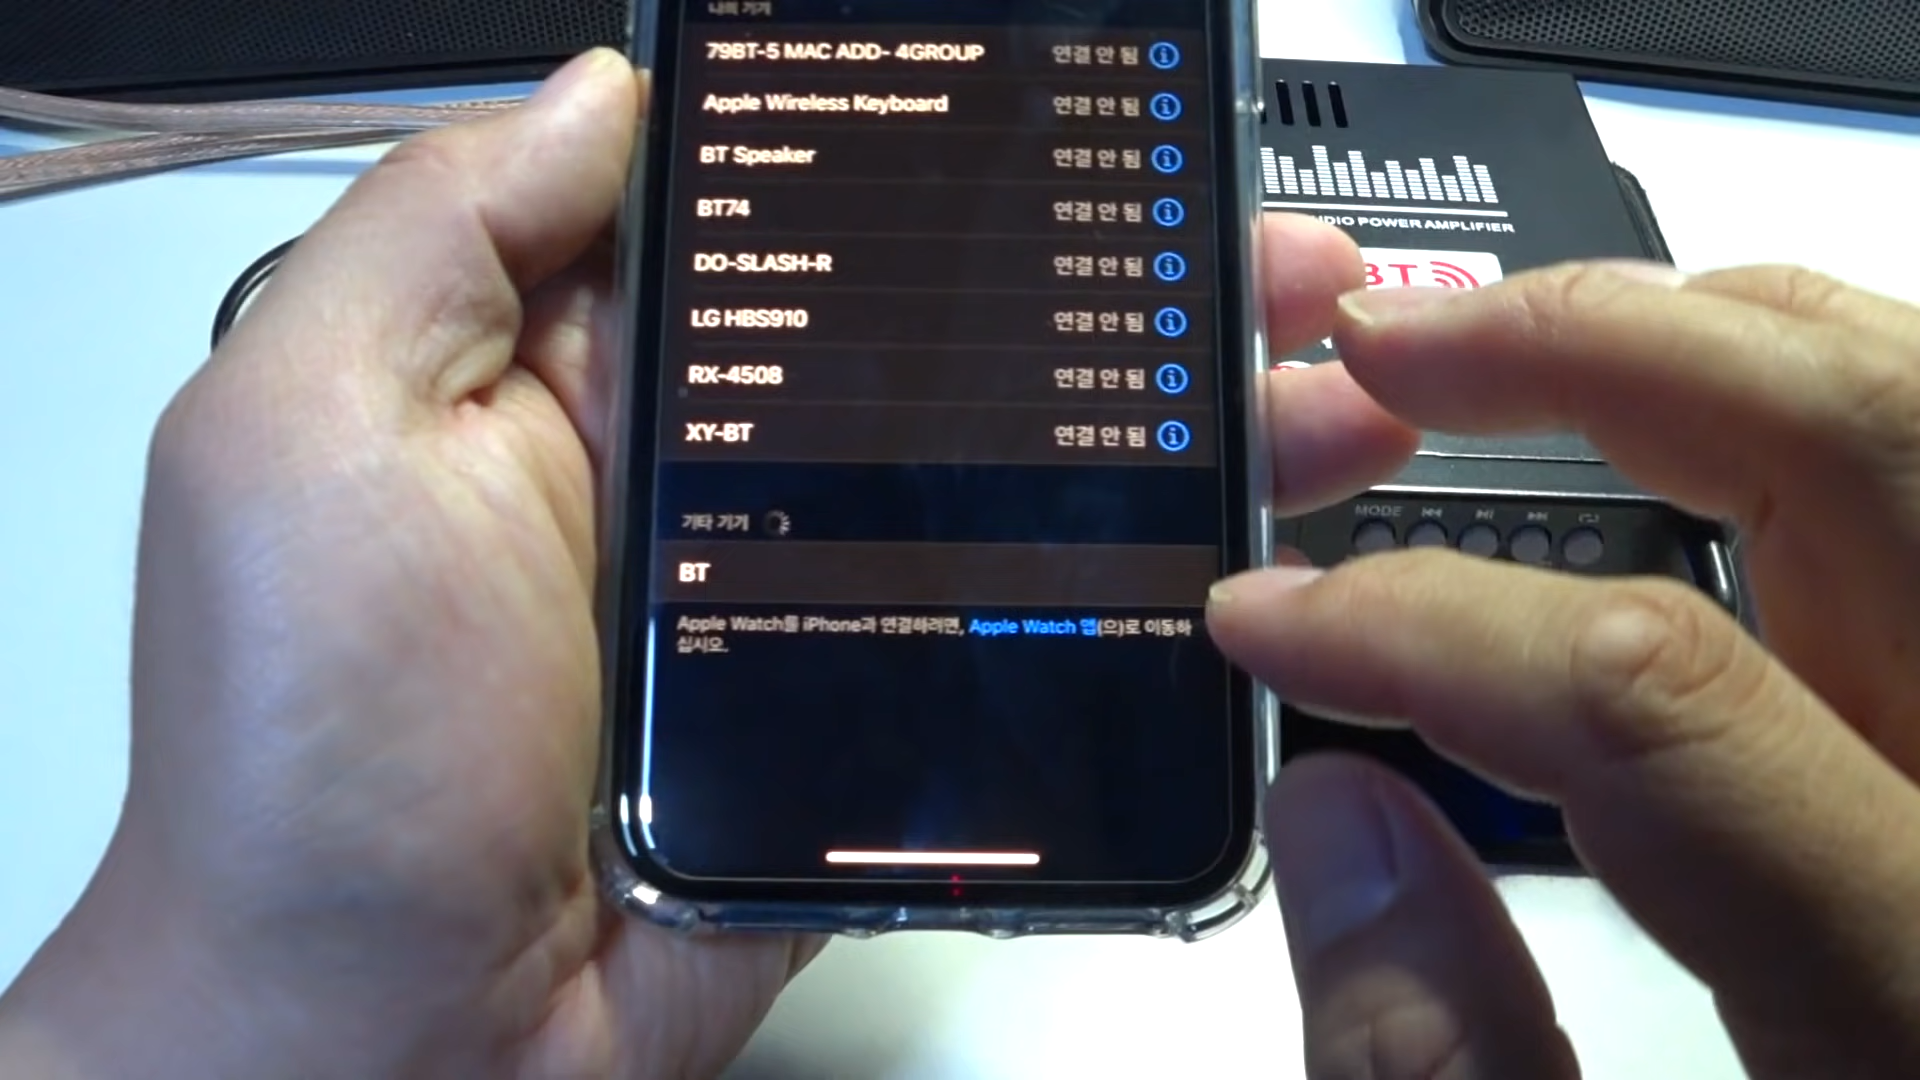 나의 기기
79BT-5 MAC ADD- 4GROUP 연결 안 됨
Apple Wireless Keyboard 연결 안 됨
BT Speaker 연결 안 됨
BT74 연결 안 됨
DO-SLASH-R 연결 안 됨
LG HBS910 연결 안 됨
RX-4508 연결 안 됨
XY-BT 연결 안 됨
기타 기기
BT
Apple Watch를 iPhone과 연결하려면, Apple Watch 앱(으)로 이동하
십시오.
POWER AMPLIFIER
BT
MODE